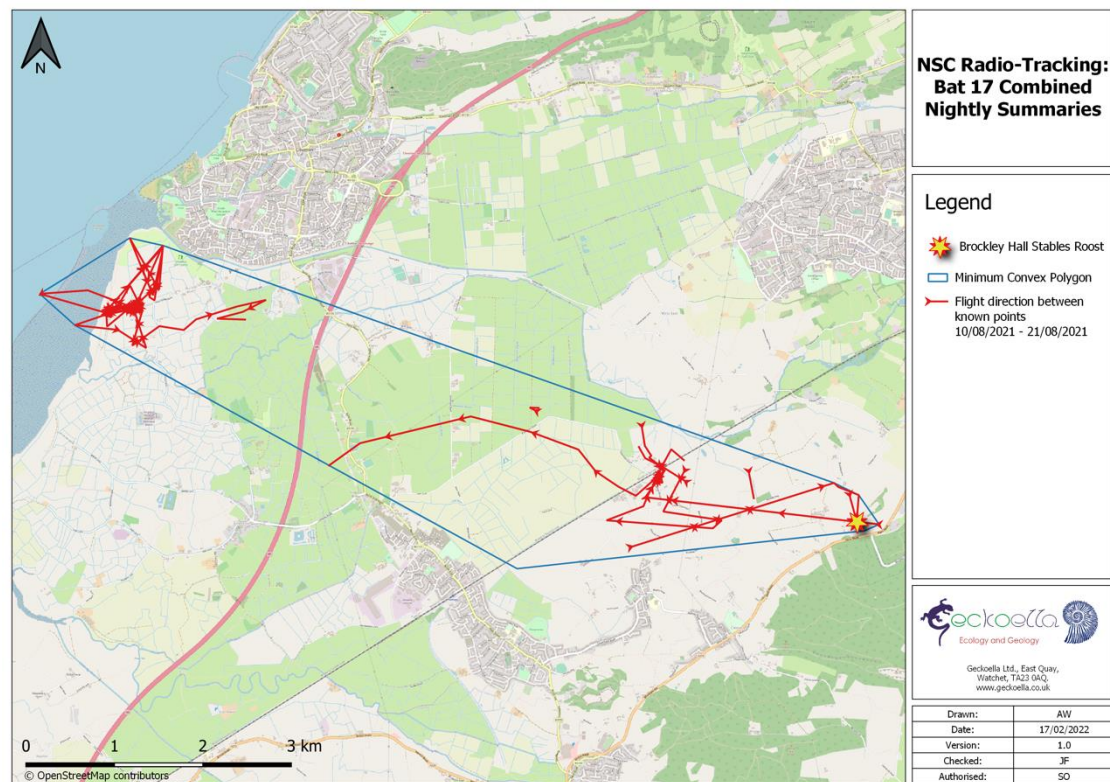 N
NSC Radio-Tracking:
Bat 17 Combined
Nightly Summaries
Legend
Brockley Hall Stables Roost
Minimum Convex Polygon
Flight direction between
known points
10/08/2021 - 21/08/2021
0 1 2 3 km
© OpenStreetMap contributors
geckoella
Ecology and Geology
Geckoella Ltd., East Quay,
Watchet, TA23 0AQ.
www.geckoella.co.uk
Drawn: AW
Date: 17/02/2022
Version: 1.0
Checked: JF
Authorised: SO